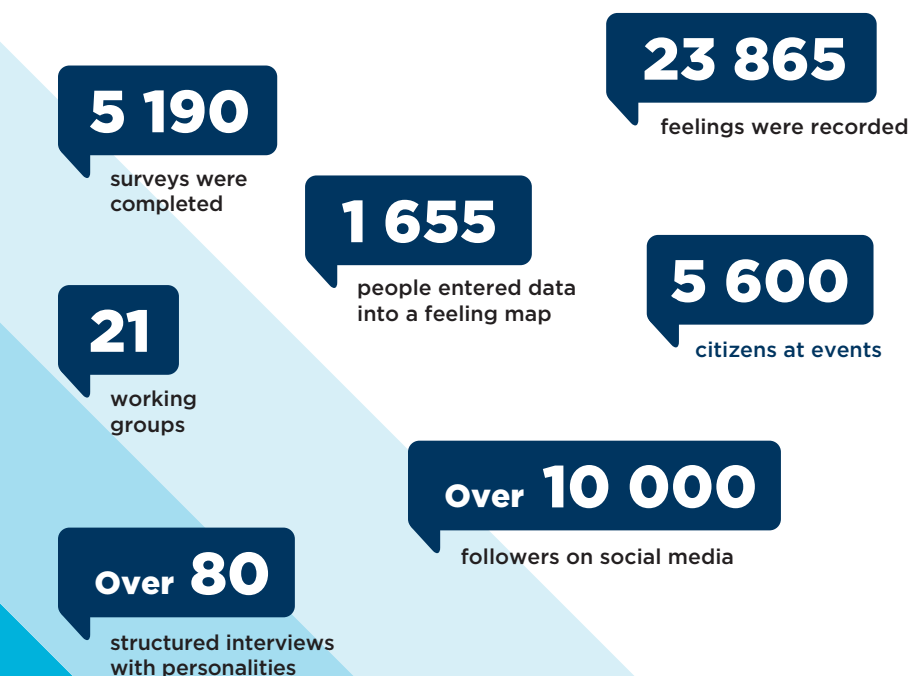 23 865
feelings were recorded
5 190
surveys were
completed
1 655
people entered data
into a feeling map
5 600
citizens at events
21
working
groups
Over 10 000
followers on social media
Over 80
structured interviews
with personalities